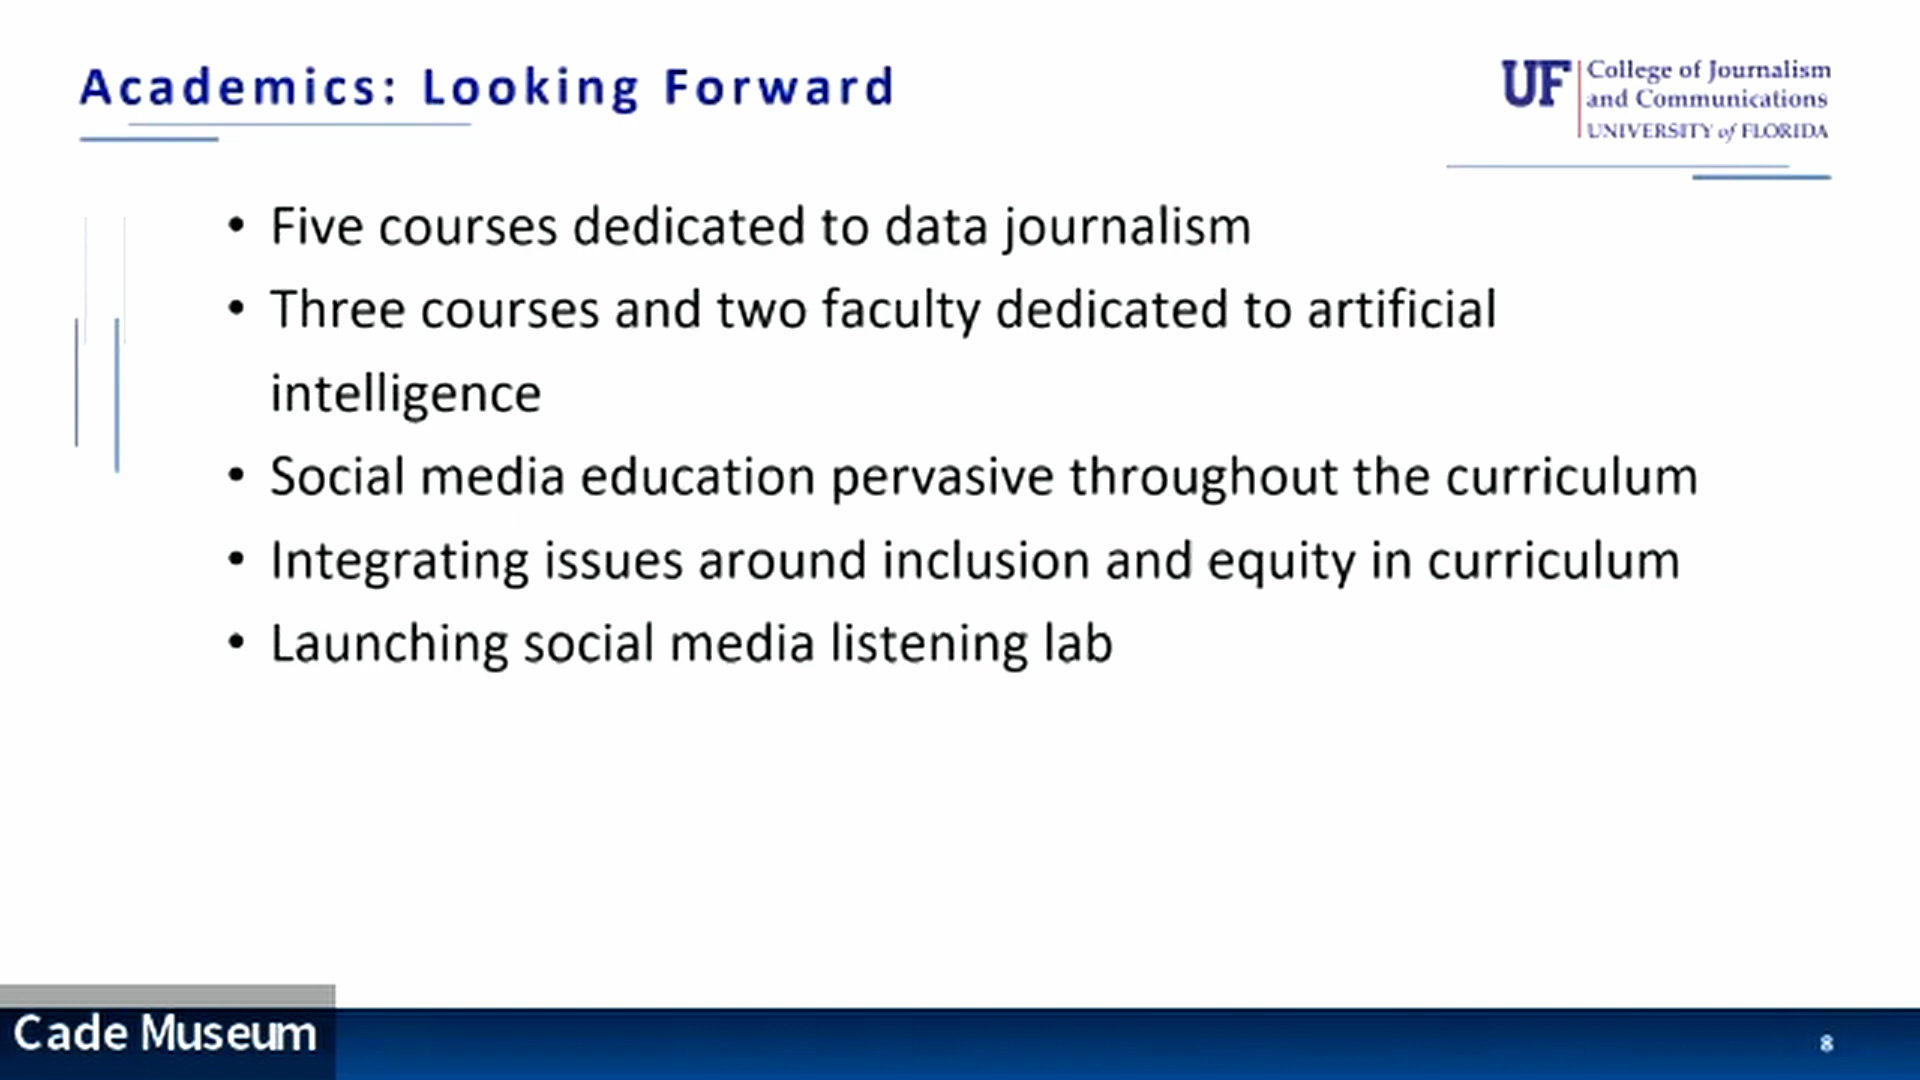 Academics: Looking Forward
UF
College of Journalism
and Communications
UNIVERSITY of FLORIDA
• Five courses dedicated to data journalism
• Three courses and two faculty dedicated to artificial
intelligence
• Social media education pervasive throughout the curriculum
• Integrating issues around inclusion and equity in curriculum
• Launching social media listening lab
Cade Museum
8